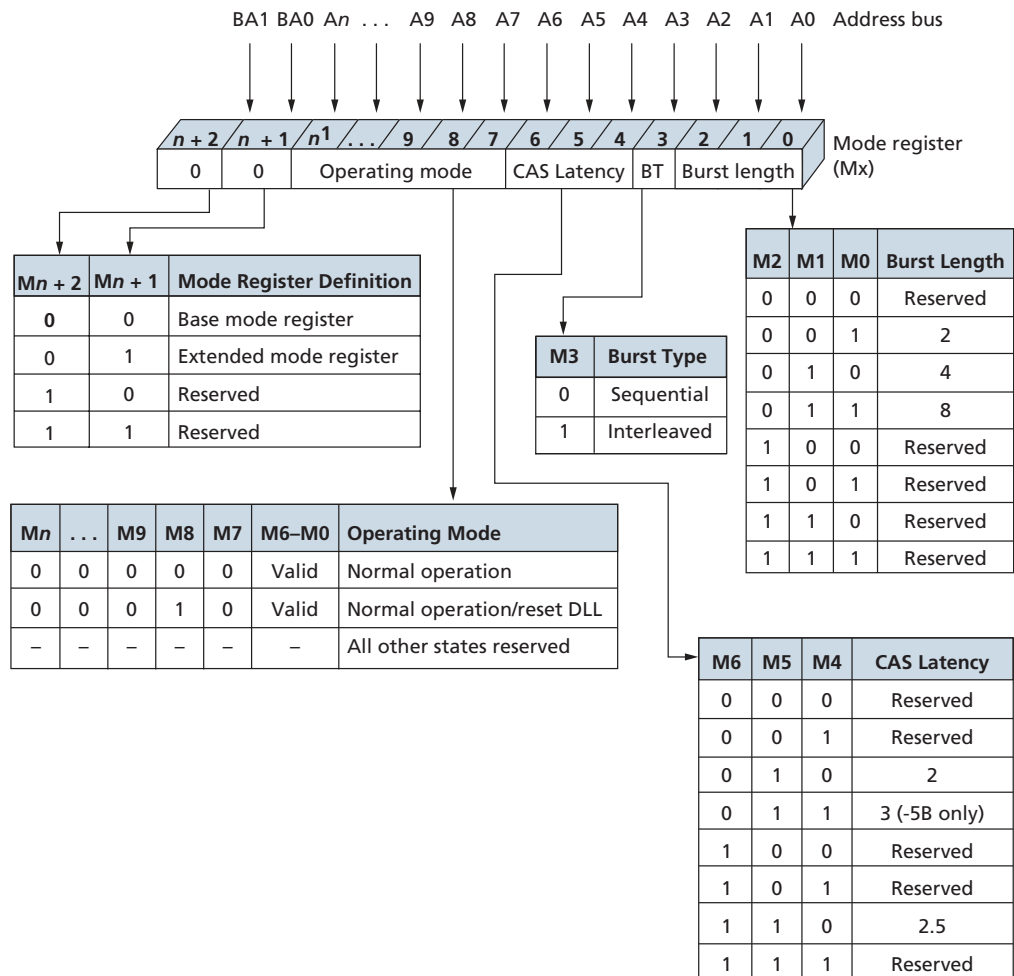 BA1 BA0 An . . . A9 A8 A7 A6 A5 A4 A3 A2 A1 A0 Address bus
n + 2 n + 1 n1 . . . 9 8 7 6 5 4 3 2 1 0 Mode register (Mx)
0 0 Operating mode CAS Latency BT Burst length
Mn + 2 Mn + 1 Mode Register Definition
0 0 Base mode register
0 1 Extended mode register
1 0 Reserved
1 1 Reserved
M3 Burst Type
0 Sequential
1 Interleaved
M2 M1 M0 Burst Length
0 0 0 Reserved
0 0 1 2
0 1 0 4
0 1 1 8
1 0 0 Reserved
1 0 1 Reserved
1 1 0 Reserved
1 1 1 Reserved
Mn . . . M9 M8 M7 M6–M0 Operating Mode
0 0 0 0 0 Valid Normal operation
0 0 0 1 0 Valid Normal operation/reset DLL
– – – – – – All other states reserved
M6 M5 M4 CAS Latency
0 0 0 Reserved
0 0 1 Reserved
0 1 0 2
0 1 1 3 (-5B only)
1 0 0 Reserved
1 0 1 Reserved
1 1 0 2.5
1 1 1 Reserved